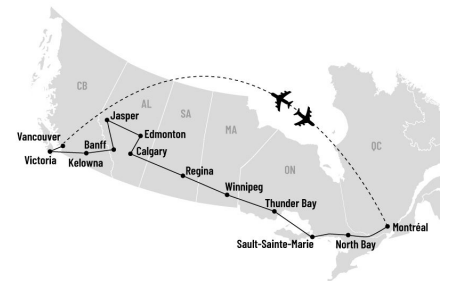 CB
AL
SA
MA
ON
QC
Jasper
Edmonton
Vancouver
Banff
Calgary
Victoria
Kelowna
Regina
Winnipeg
Thunder Bay
Sault-Sainte-Marie
North Bay
Montréal